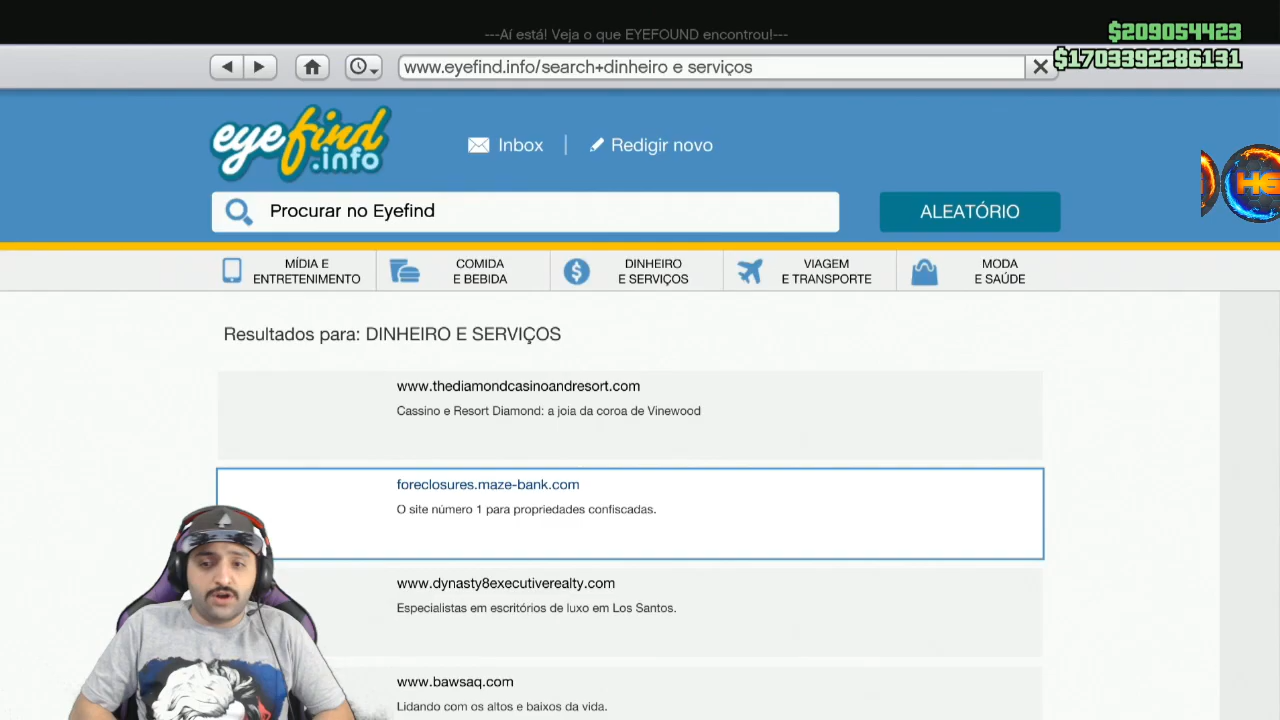 ---Aí está! Veja o que EYEFOUND encontrou!---
$209054423
$1703392286131
www.eyefind.info/search+dinheiro e serviços
eyefind
.info
Inbox
Redigir novo
HG
Procurar no Eyefind
ALEATÓRIO
MÍDIA E
ENTRETENIMENTO
COMIDA
E BEBIDA
DINHEIRO
E SERVIÇOS
VIAGEM
E TRANSPORTE
MODA
E SAÚDE
Resultados para: DINHEIRO E SERVIÇOS
www.thediamondcasinoandresort.com
Cassino e Resort Diamond: a joia da coroa de Vinewood
foreclosures.maze-bank.com
O site número 1 para propriedades confiscadas.
www.dynasty8executiverealty.com
Especialistas em escritórios de luxo em Los Santos.
www.bawsaq.com
Lidando com os altos e baixos da vida.